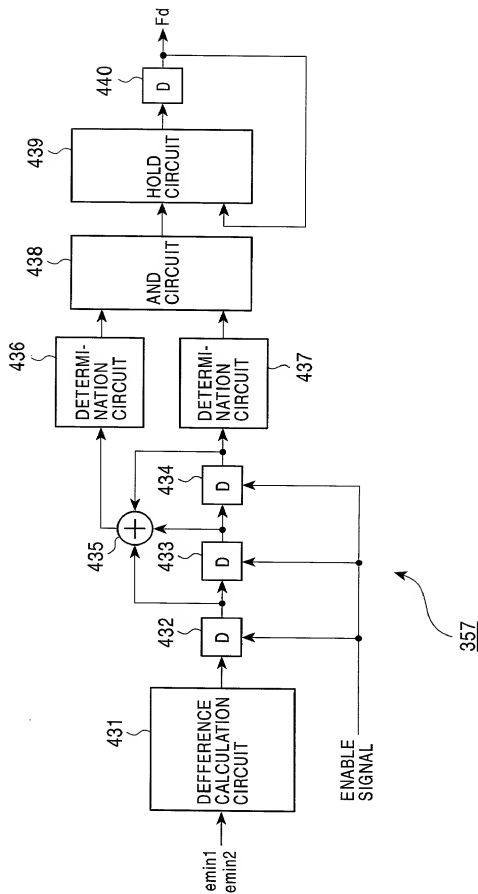 emin1
emin2
431
DEFFERENCE
CALCULATION
CIRCUIT
ENABLE
SIGNAL
432
D
433
D
434
D
435
+
436
DETERMI-
NATION
CIRCUIT
437
DETERMI-
NATION
CIRCUIT
438
AND
CIRCUIT
439
HOLD
CIRCUIT
440
D
Fd
357